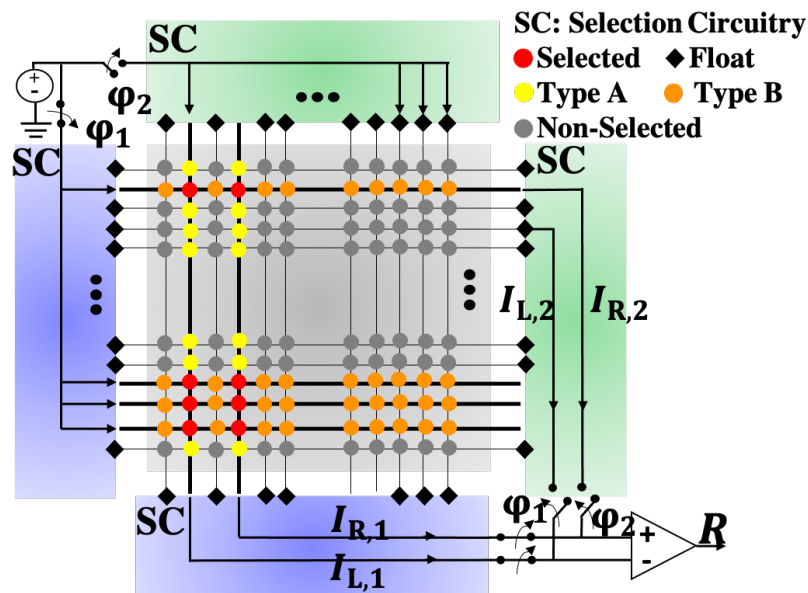 SC: Selection Circuitry
Selected Float
Type A Type B
Non-Selected
SC
+
-
φ2
φ1
SC
SC
IL,2 IR,2
SC
IR,1
IL,1
φ1 φ2
+
-
R